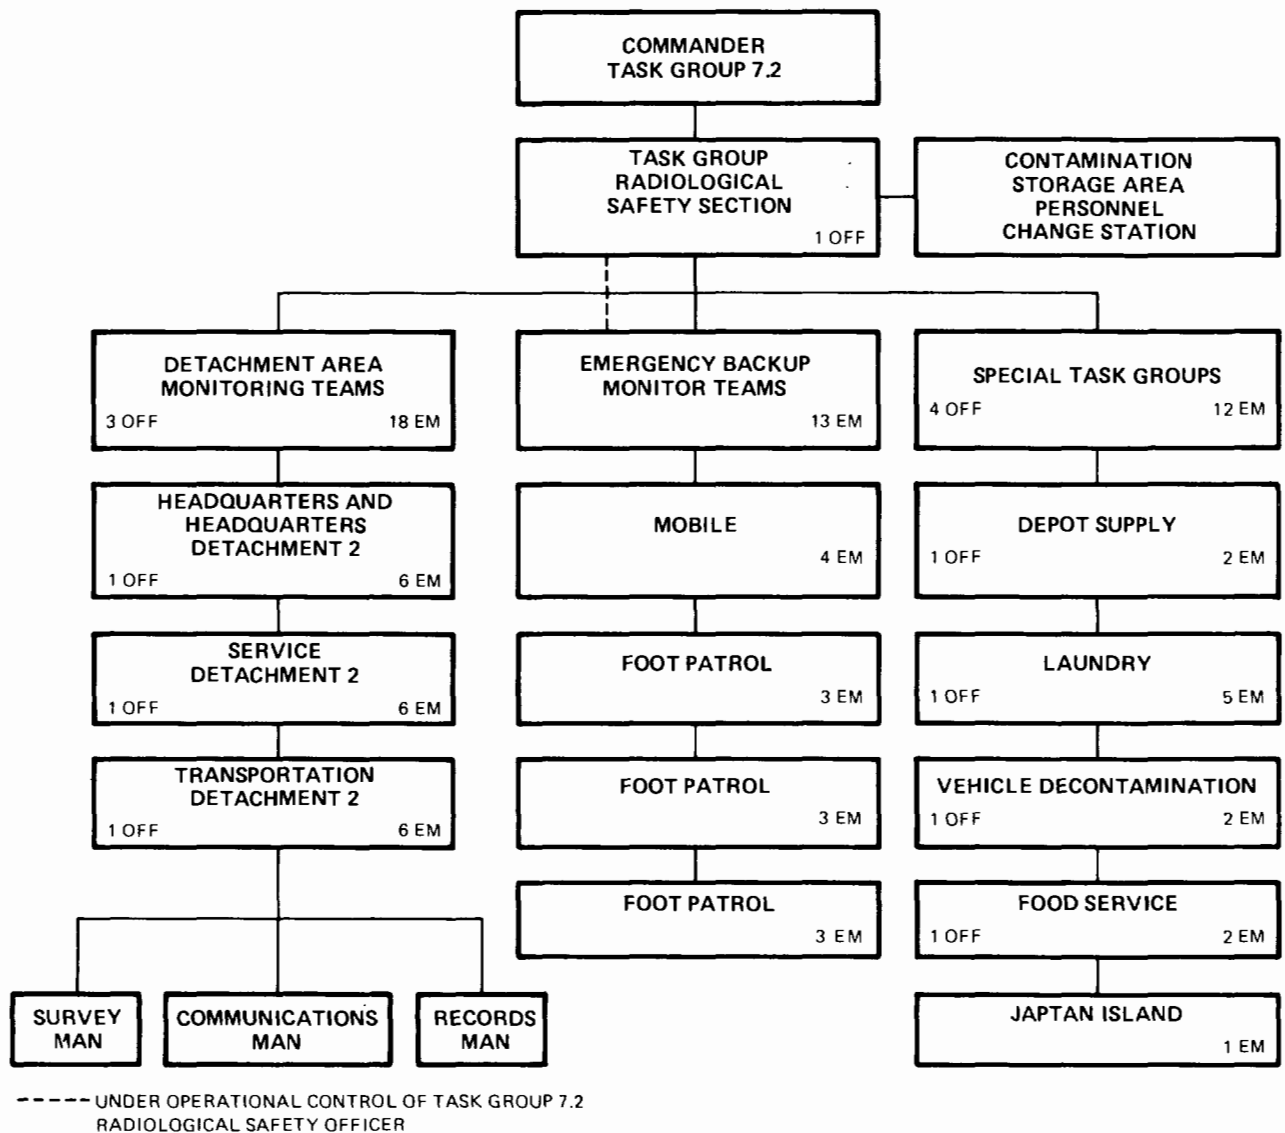 COMMANDER
TASK GROUP 7.2
TASK GROUP
RADIOLOGICAL
SAFETY SECTION
1 OFF
CONTAMINATION
STORAGE AREA
PERSONNEL
CHANGE STATION
DETACHMENT AREA
MONITORING TEAMS
3 OFF 18 EM
EMERGENCY BACKUP
MONITOR TEAMS
13 EM
SPECIAL TASK GROUPS
4 OFF 12 EM
HEADQUARTERS AND
HEADQUARTERS
DETACHMENT 2
1 OFF 6 EM
MOBILE
4 EM
DEPOT SUPPLY
1 OFF 2 EM
SERVICE
DETACHMENT 2
1 OFF 6 EM
FOOT PATROL
3 EM
LAUNDRY
1 OFF 5 EM
TRANSPORTATION
DETACHMENT 2
1 OFF 6 EM
FOOT PATROL
3 EM
VEHICLE DECONTAMINATION
1 OFF 2 EM
FOOT PATROL
3 EM
FOOD SERVICE
1 OFF 2 EM
SURVEY
MAN
COMMUNICATIONS
MAN
RECORDS
MAN
JAPTAN ISLAND
1 EM
UNDER OPERATIONAL CONTROL OF TASK GROUP 7.2
RADIOLOGICAL SAFETY OFFICER